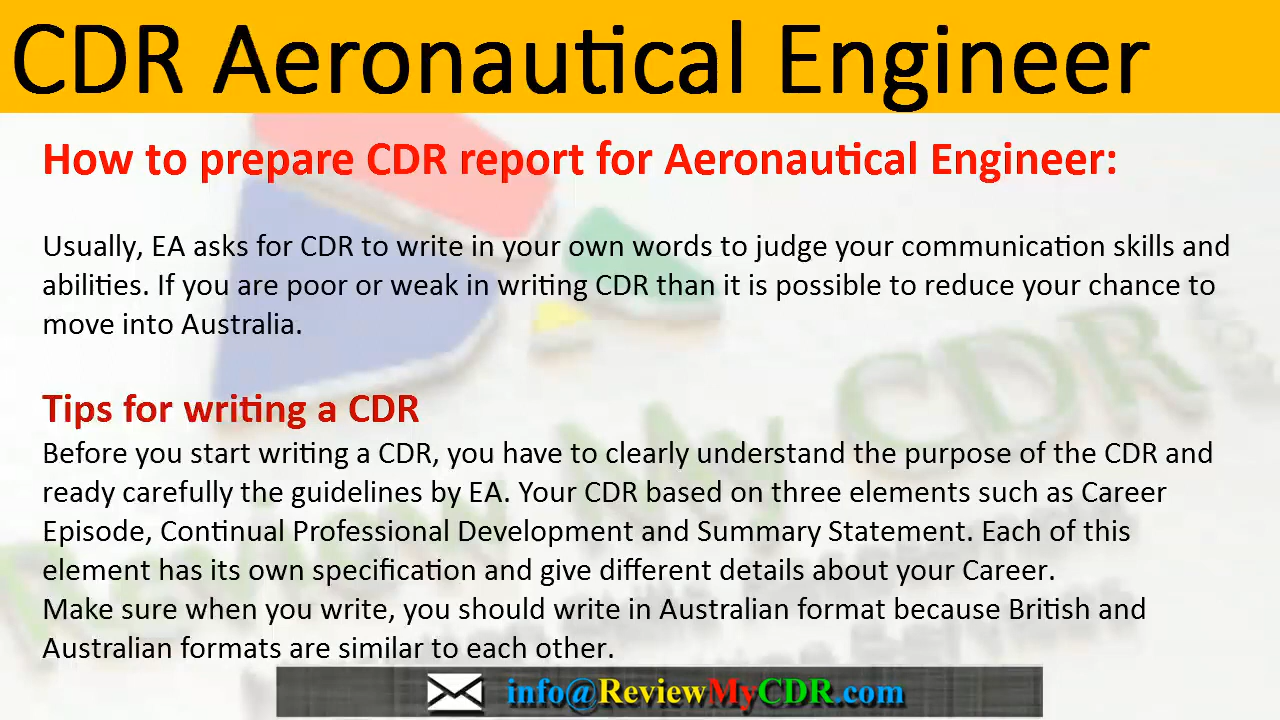 CDR Aeronautical Engineer
How to prepare CDR report for Aeronautical Engineer:
Usually, EA asks for CDR to write in your own words to judge your communication skills and
abilities. If you are poor or weak in writing CDR than it is possible to reduce your chance to
move into Australia.
Tips for writing a CDR
Before you start writing a CDR, you have to clearly understand the purpose of the CDR and
ready carefully the guidelines by EA. Your CDR based on three elements such as Career
Episode, Continual Professional Development and Summary Statement. Each of this
element has its own specification and give different details about your Career.
Make sure when you write, you should write in Australian format because British and
Australian formats are similar to each other.
info@ReviewMyCDR.com
Review My CDR